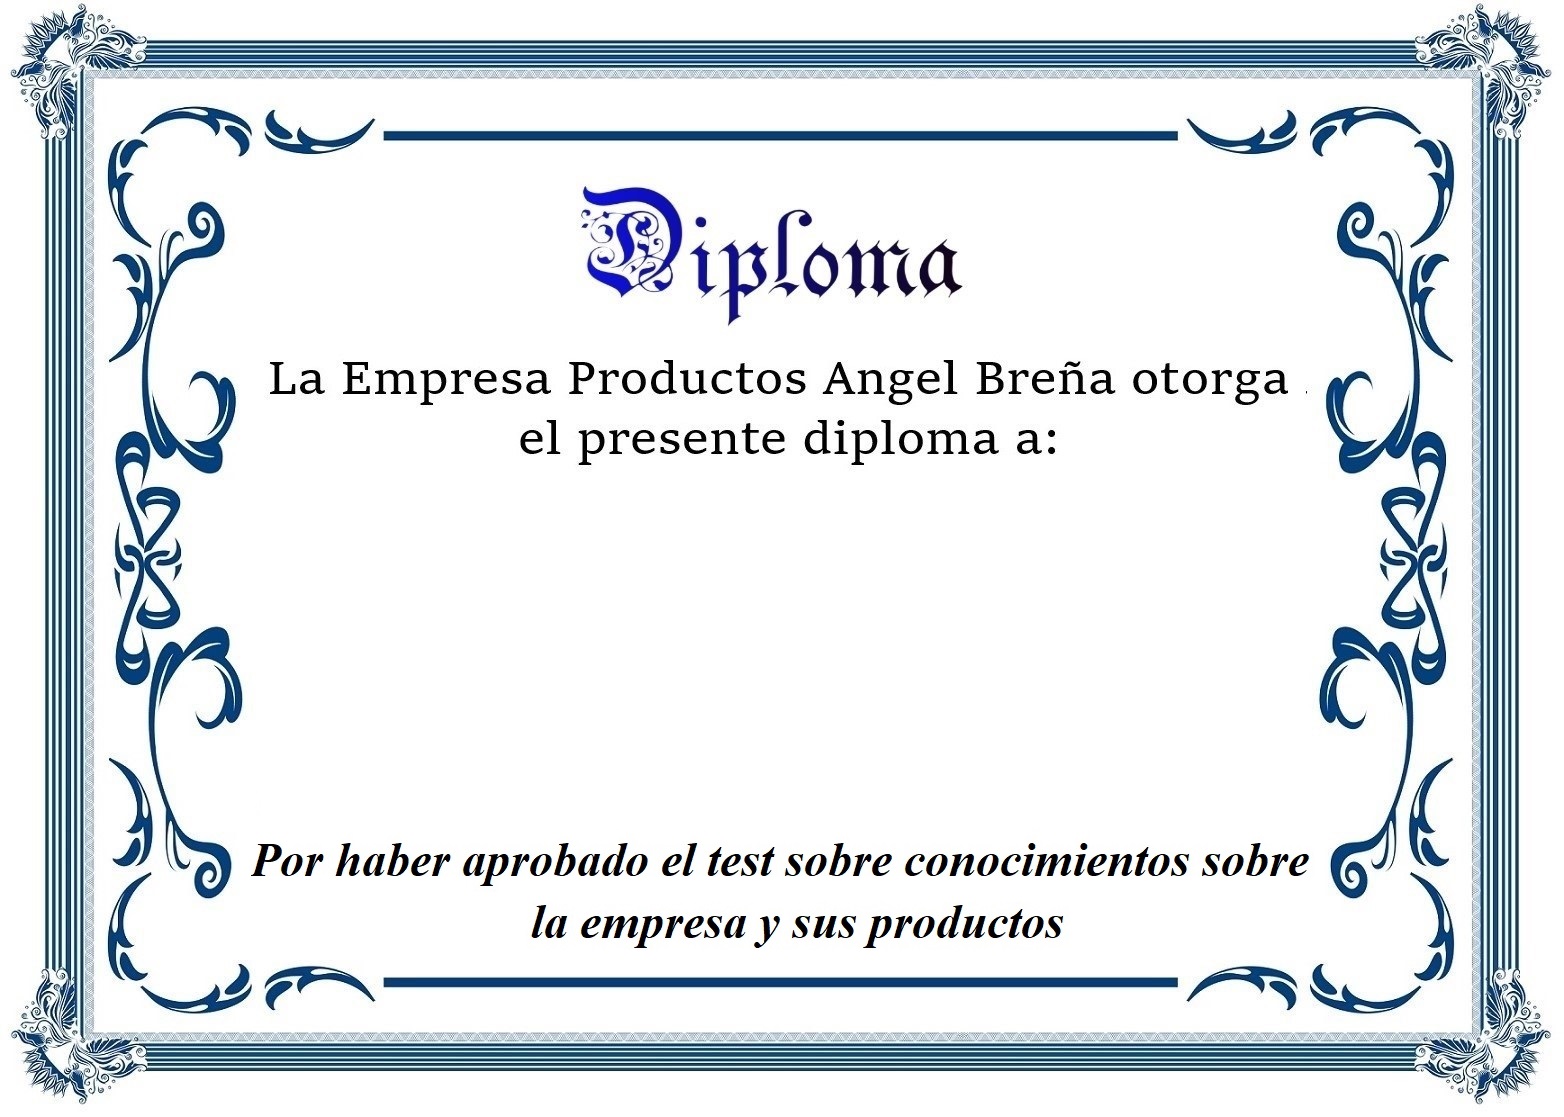 Diploma
La Empresa Productos Angel Breña otorga
el presente diploma a:
Por haber aprobado el test sobre conocimientos sobre
la empresa y sus productos